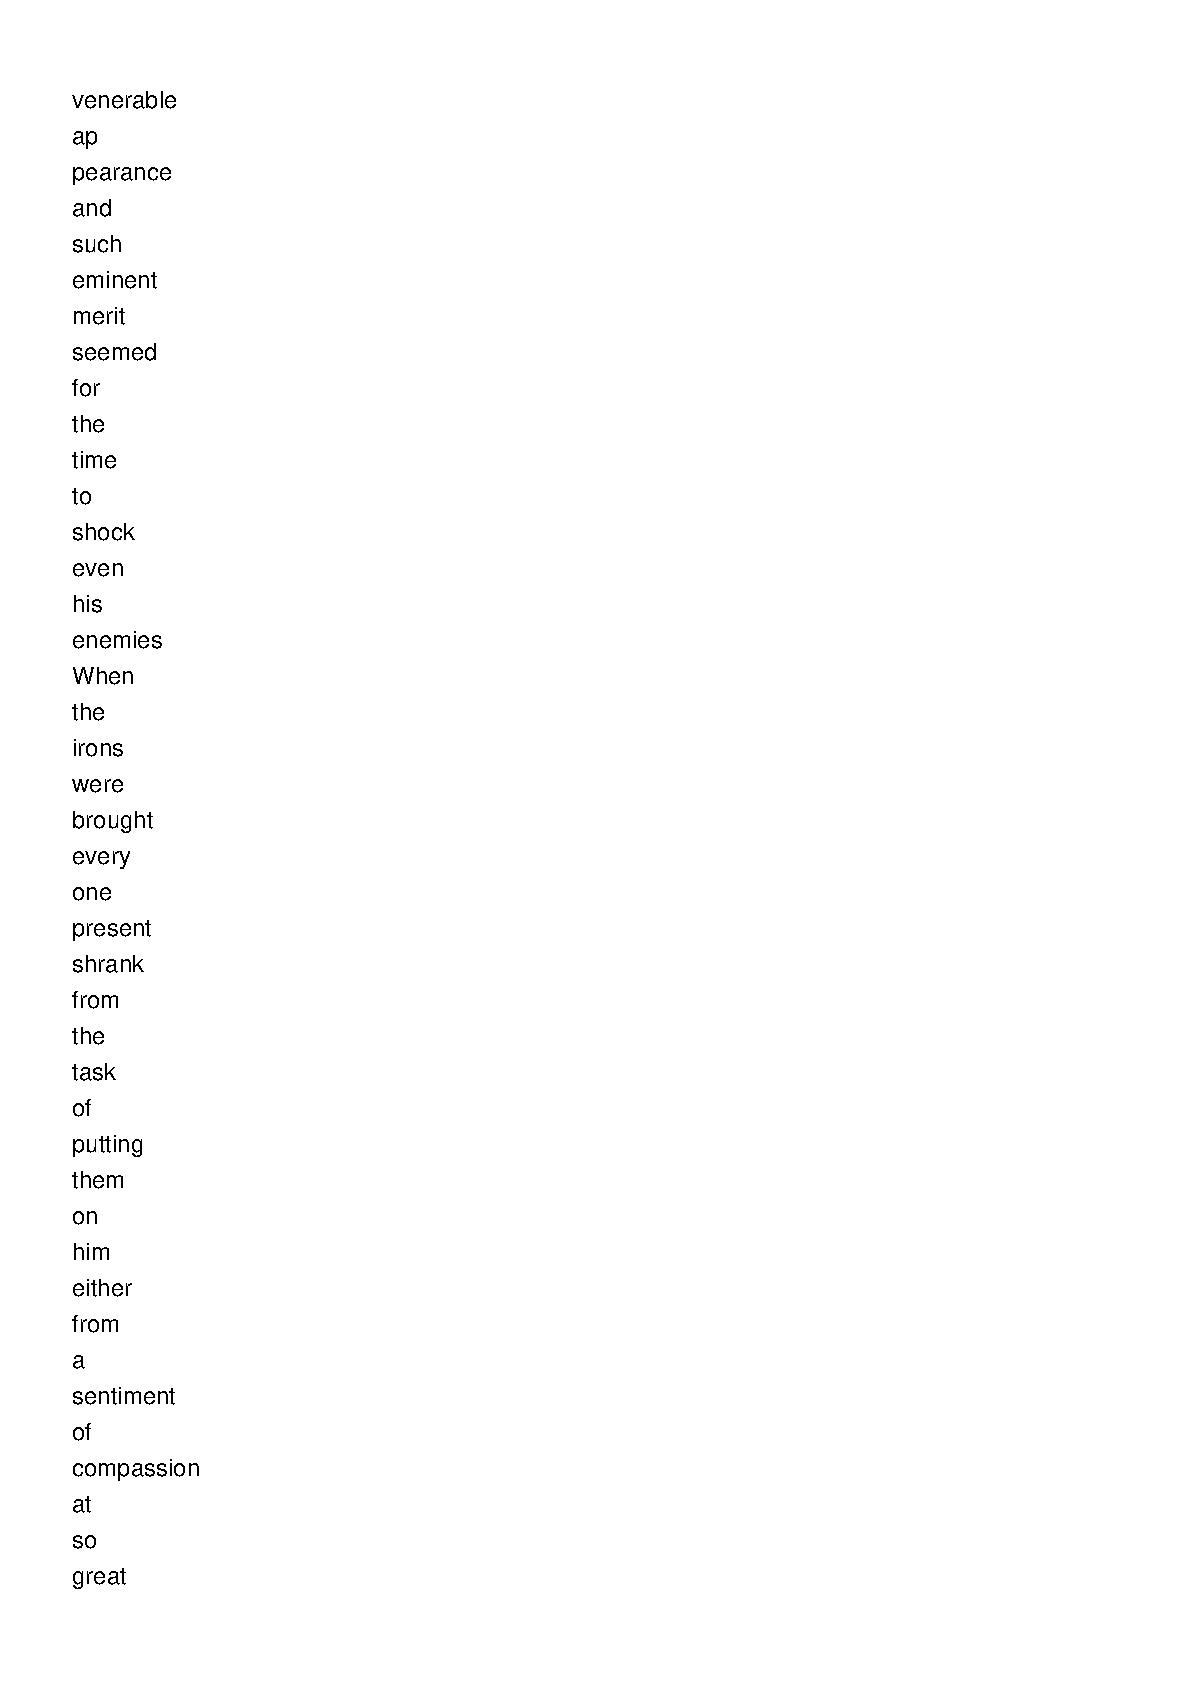 venerable
ap
pearance
and
such
eminent
merit
seemed
for
the
time
to
shock
even
his
enemies
When
the
irons
were
brought
every
one
present
shrank
from
the
task
of
putting
them
on
him
either
from
a
sentiment
of
compassion
at
so
great